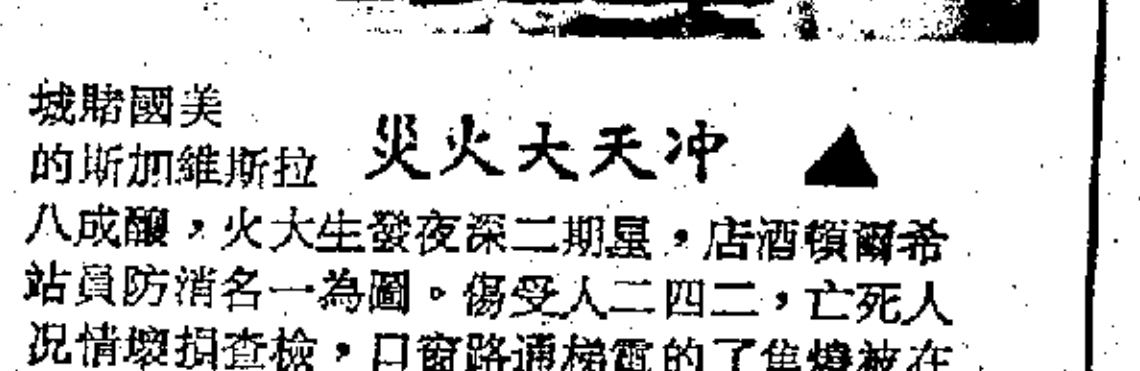 ▲冲天大火災
美國賭城
拉斯維加斯的
希爾頓酒店，星期二深夜發生大火，釀成八
人死亡，二四二人受傷。圖為一名消防員站
在被燒焦了的電梯通路窗口，檢查損壞情况